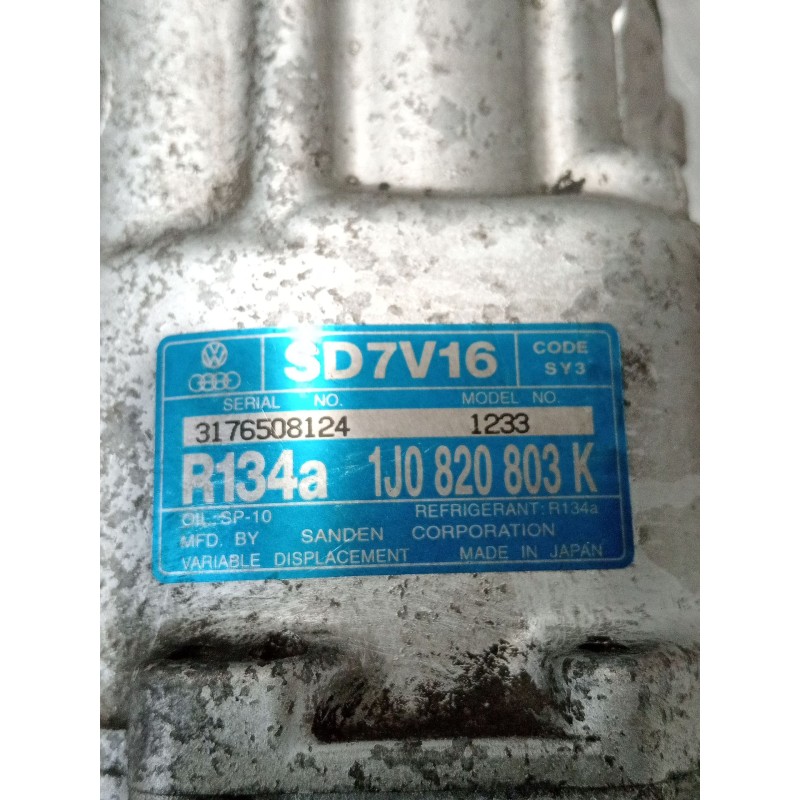 SD7V16 CODE SY3
SERIAL NO. MODEL NO.
3176508124 1233
R134a 1J0 820 803 K
OIL: SP-10 REFRIGERANT: R134a
MFD. BY SANDEN CORPORATION
VARIABLE DISPLACEMENT MADE IN JAPAN